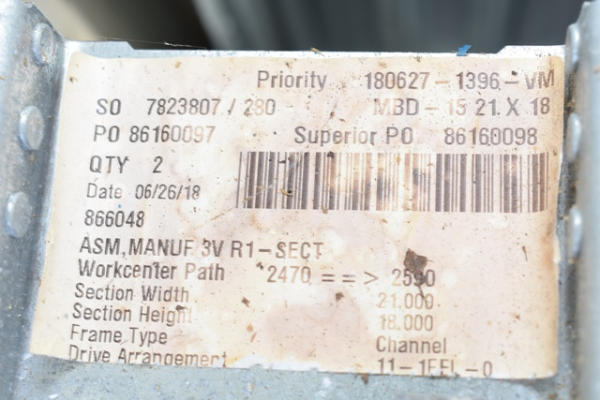 Priority 180627-1396-VM
SO 7823807 / 280 MBD - 15 21 X 18
PO 86160097 Superior PO 86160098
QTY 2
Date 06/26/18
866048
ASM, MANUF 3V R1-SECT
Workcenter Path 2470 ==>
Section Width 21.000
Section Height 18.000
Frame Type Channel
Drive Arrangement